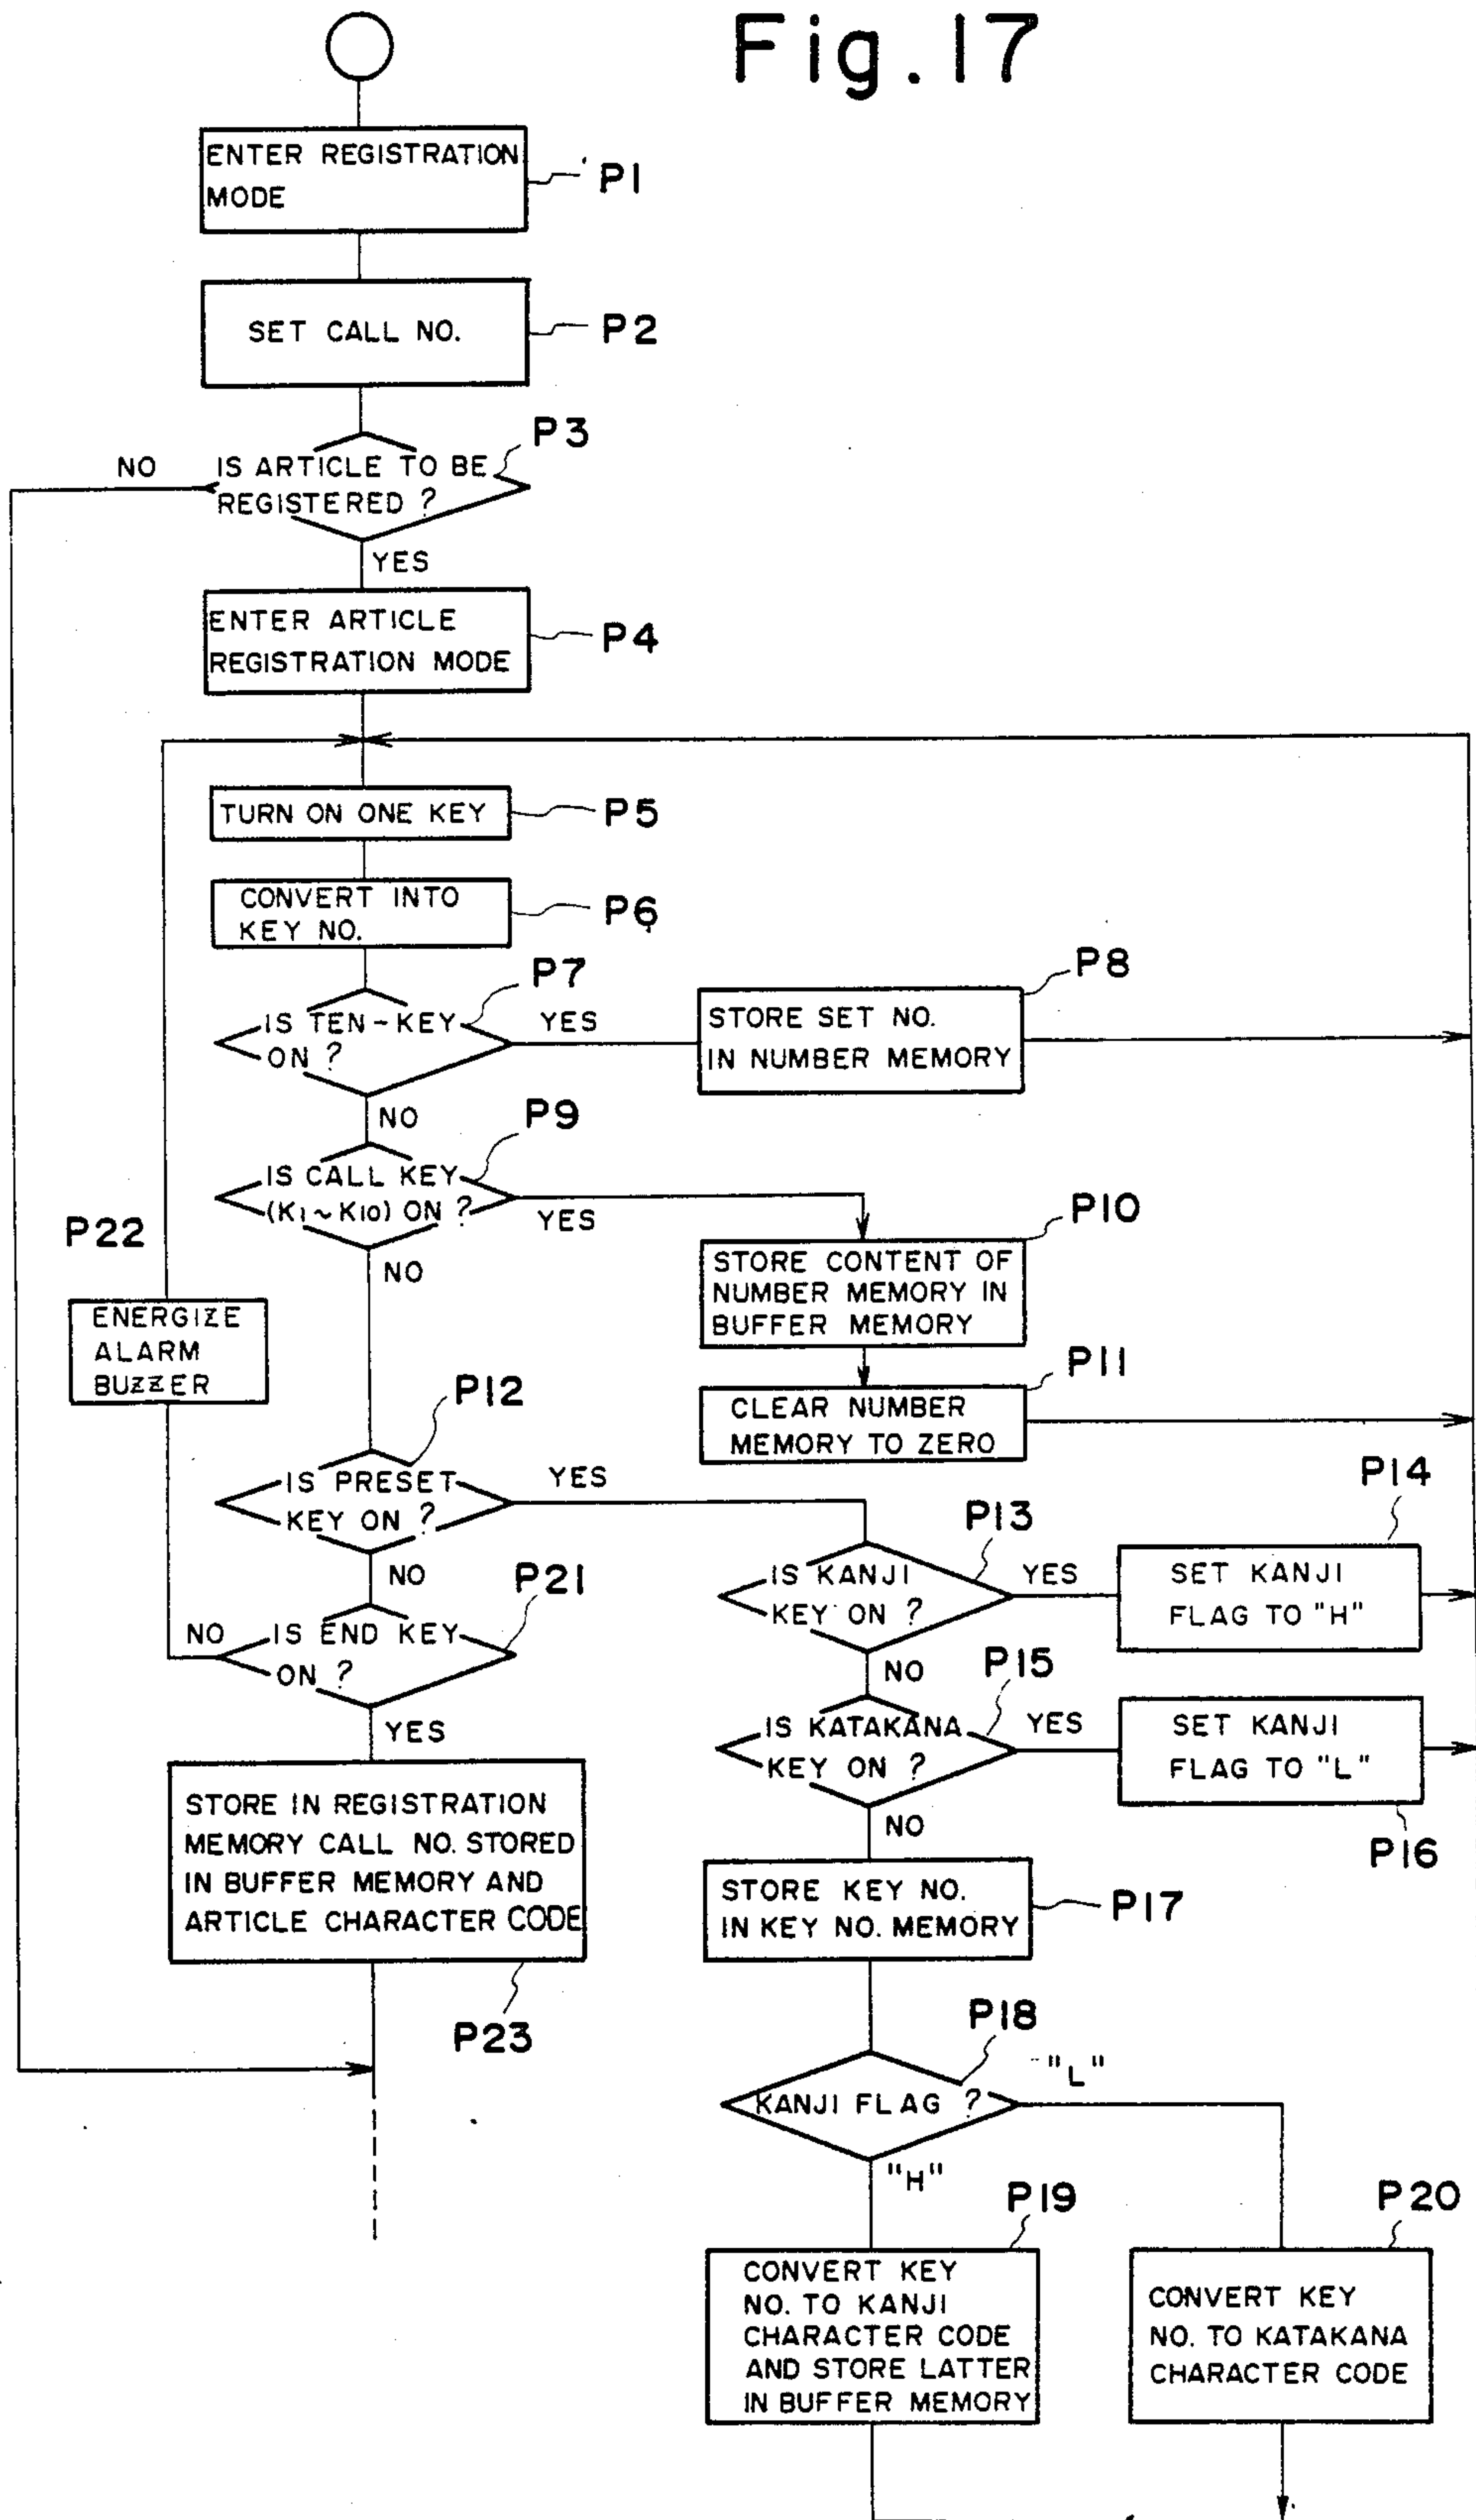 Fig.17
ENTER REGISTRATION
MODE
P1
SET CALL NO.
P2
P3
NO
IS ARTICLE TO BE
REGISTERED ?
YES
ENTER ARTICLE
REGISTRATION MODE
P4
TURN ON ONE KEY
P5
CONVERT INTO
KEY NO.
P6
P7
IS TEN-KEY
ON ?
YES
P8
STORE SET NO.
IN NUMBER MEMORY
NO
P9
IS CALL KEY
(K1~K10) ON ?
YES
P10
STORE CONTENT OF
NUMBER MEMORY IN
BUFFER MEMORY
NO
P22
ENERGIZE
ALARM
BUZZER
P11
CLEAR NUMBER
MEMORY TO ZERO
P12
IS PRESET
KEY ON ?
YES
P13
IS KANJI
KEY ON ?
YES
P14
SET KANJI
FLAG TO "H"
NO
P21
NO
IS END KEY
ON ?
YES
NO
P15
IS KATAKANA
KEY ON ?
YES
SET KANJI
FLAG TO "L"
P16
NO
STORE IN REGISTRATION
MEMORY CALL NO. STORED
IN BUFFER MEMORY AND
ARTICLE CHARACTER CODE
P23
STORE KEY NO.
IN KEY NO. MEMORY
P17
P18
KANJI FLAG ?
"L"
"H"
P19
CONVERT KEY
NO. TO KANJI
CHARACTER CODE
AND STORE LATTER
IN BUFFER MEMORY
P20
CONVERT KEY
NO. TO KATAKANA
CHARACTER CODE